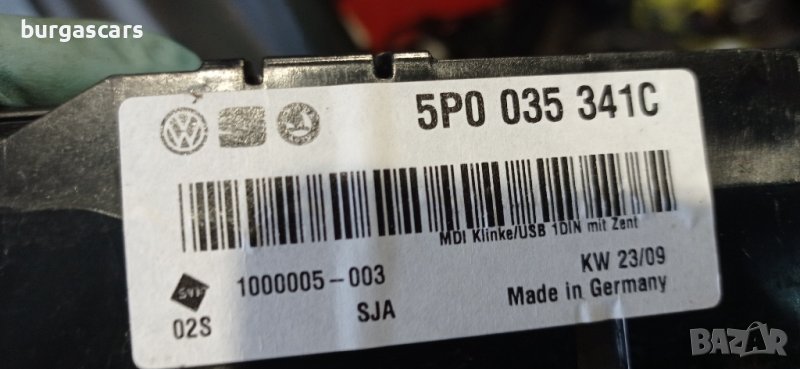 burgascars
5P0 035 341C
MDI Klinke/USB 1DIN mit Zent
1000005-003
KW 23/09
02S
SJA
Made in Germany
BAZAR